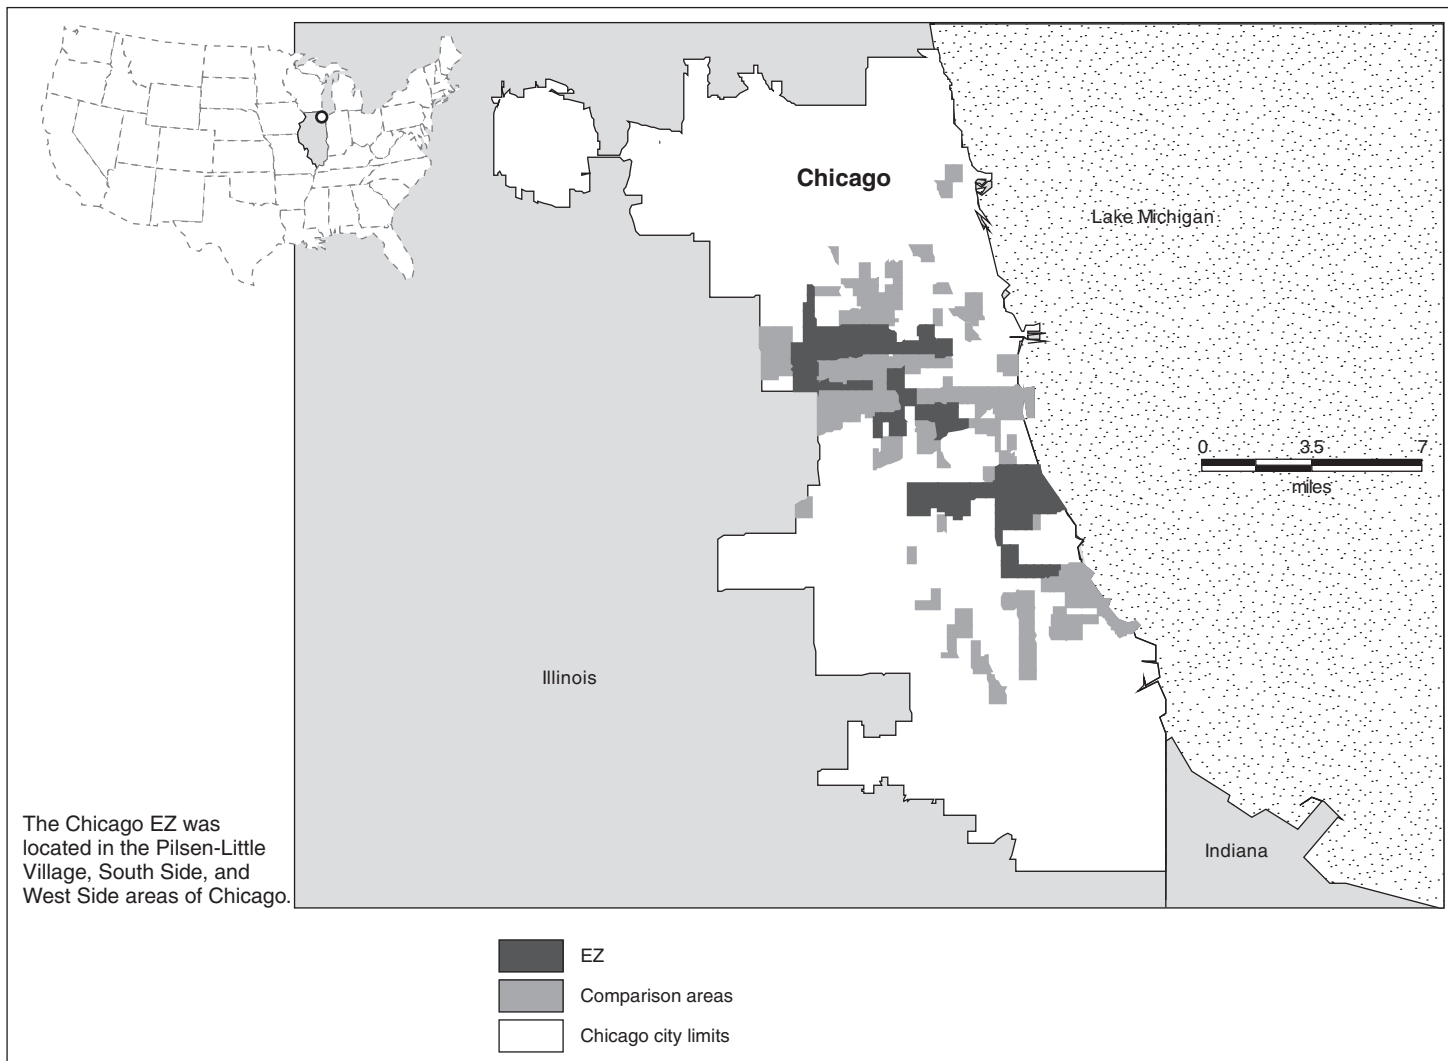 Chicago
Lake Michigan
0 3.5 7
miles
Illinois
The Chicago EZ was
located in the Pilsen-Little
Village, South Side, and
West Side areas of Chicago.
Indiana
EZ
Comparison areas
Chicago city limits